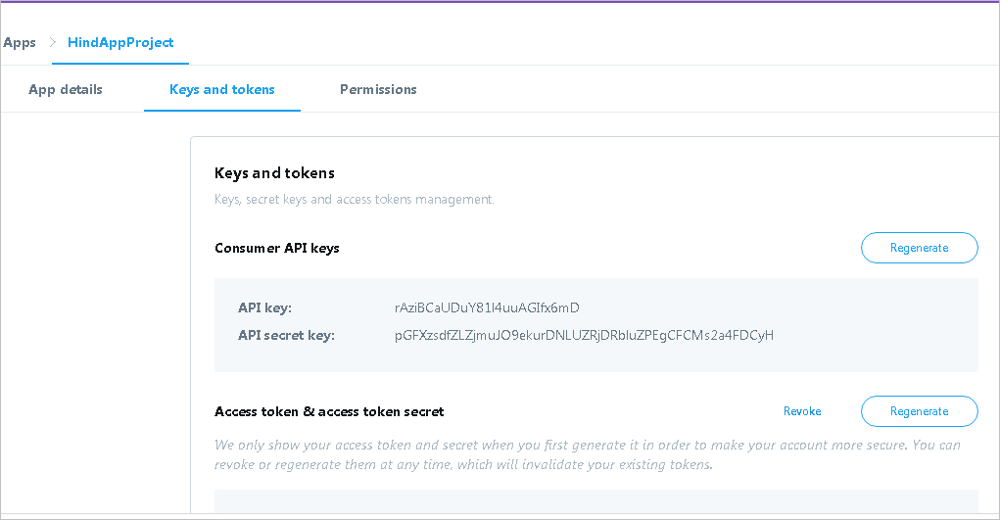 Apps HindAppProject
App details Keys and tokens Permissions
Keys and tokens
Keys, secret keys and access tokens management.
Consumer API keys Regenerate
API key:
API secret key:
Access token & access token secret Revoke Regenerate
We only show your access token and secret when you first generate it in order to make your account more secure. You can
revoke or regenerate them at any time, which will invalidate your existing tokens.